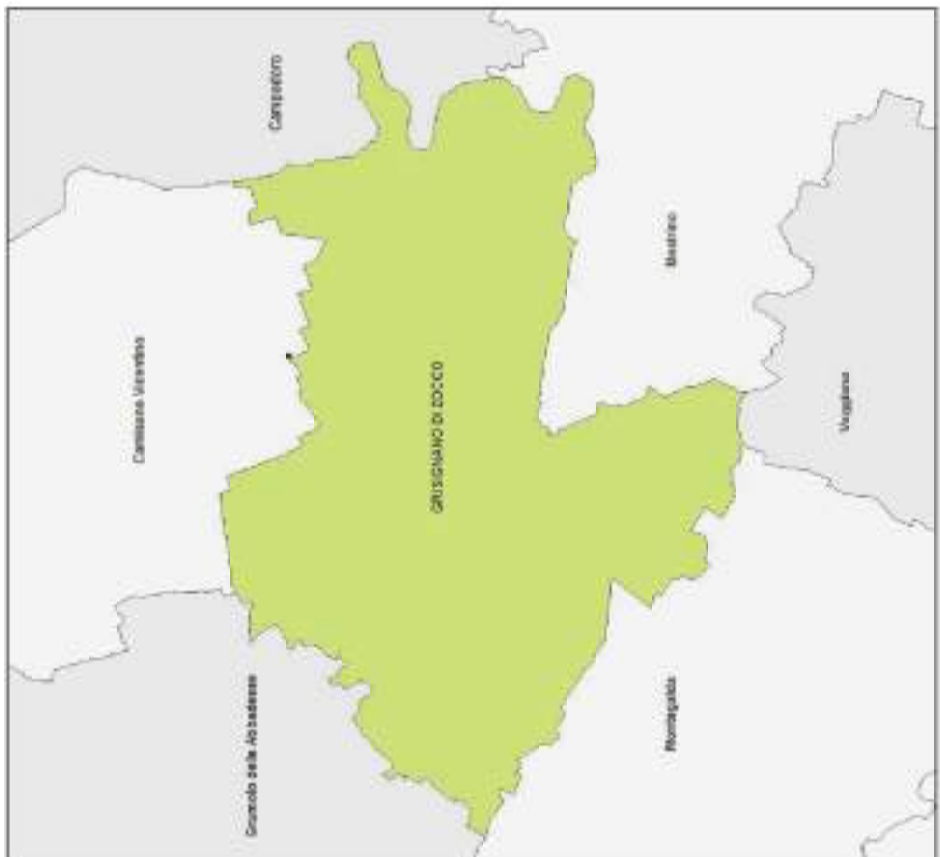 Grumolo delle Abbadesse
Camisano Vicentino
Campodoro
GRISIGNANO DI ZOCCO
Montegalda
Mestrino
Veggiano